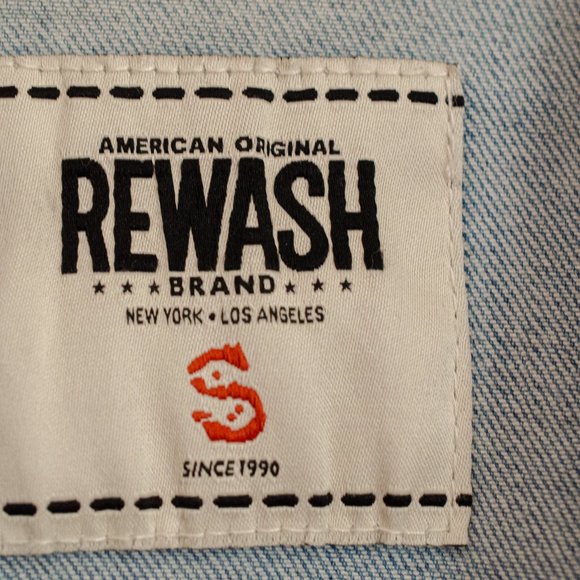 AMERICAN ORIGINAL
REWASH
★ ★ ★ BRAND ★ ★ ★
NEW YORK • LOS ANGELES
S
SINCE 1990